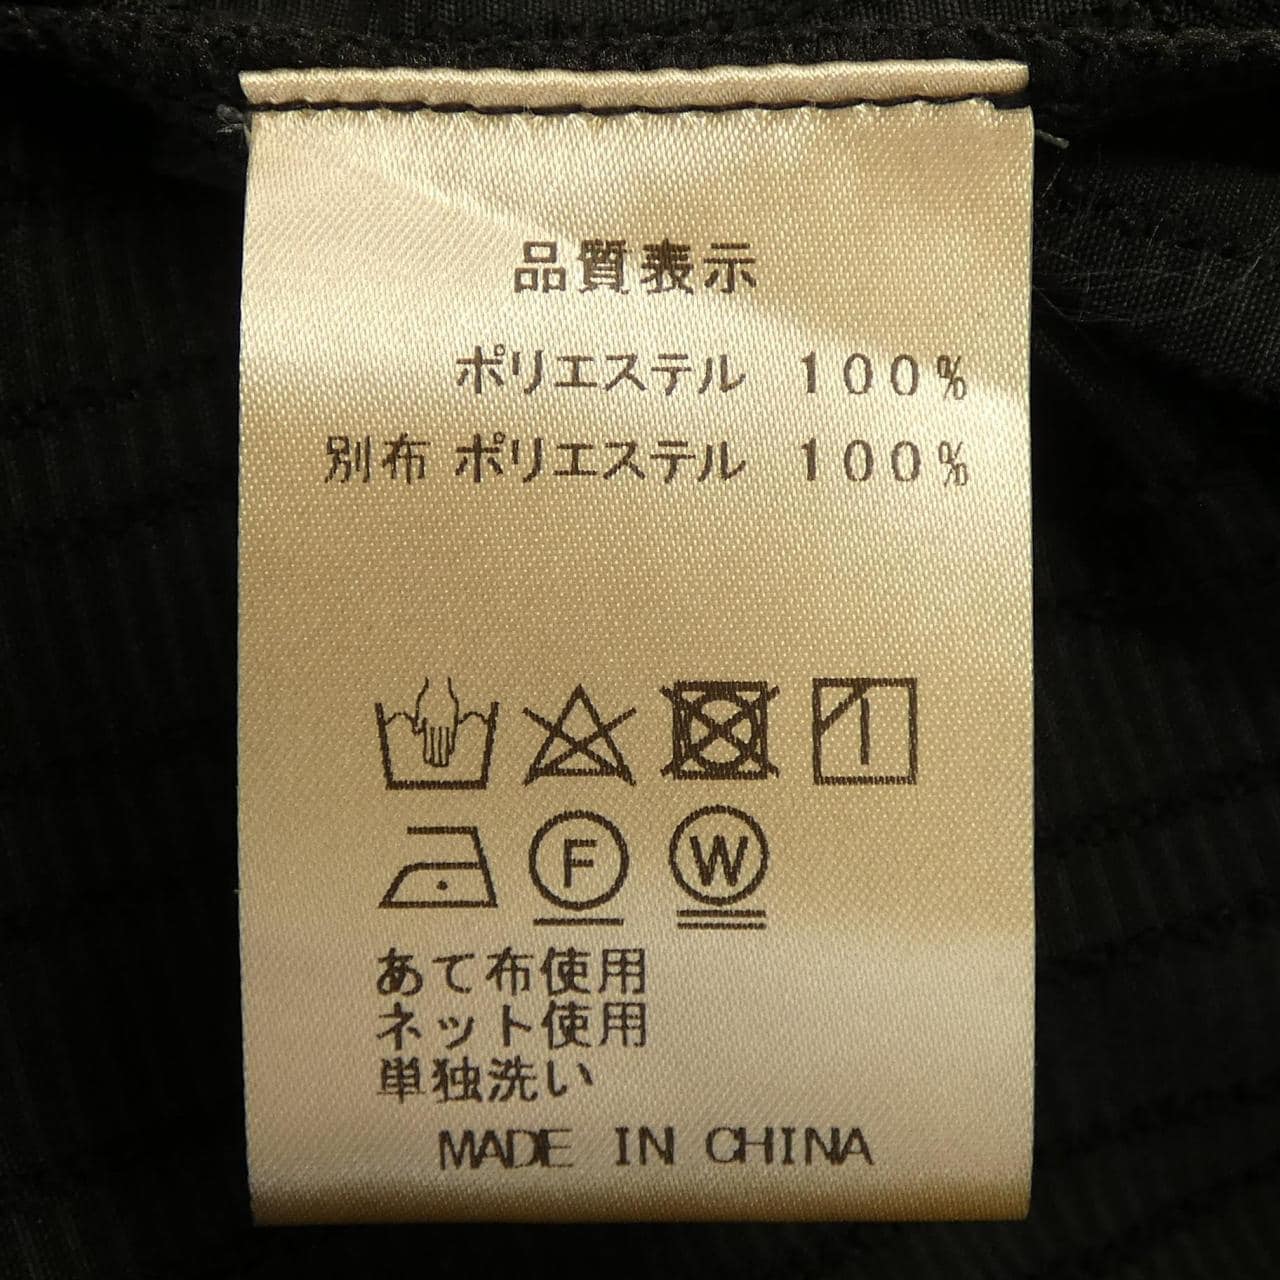 品質表示
ポリエステル 100%
別布 ポリエステル 100%
F W
あて布使用
ネット使用
単独洗い
MADE IN CHINA